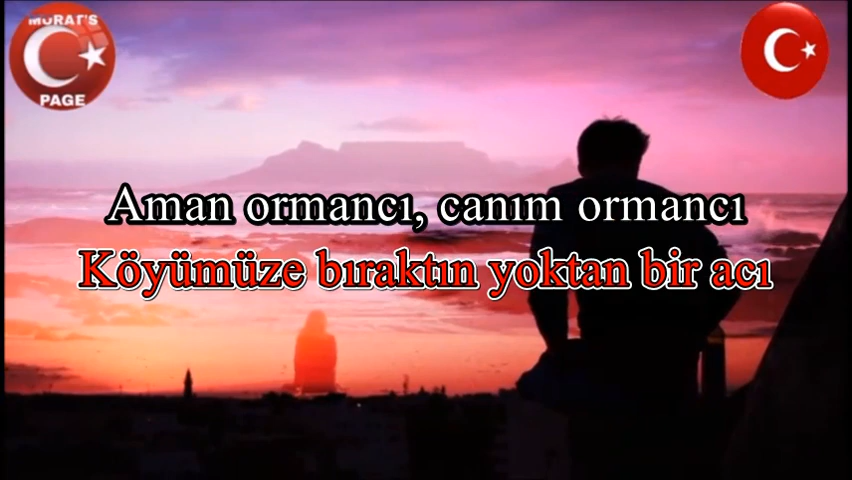 MURAT'S
PAGE
Aman ormancı, canım ormancı
Köyümüze bıraktın yoktan bir acı